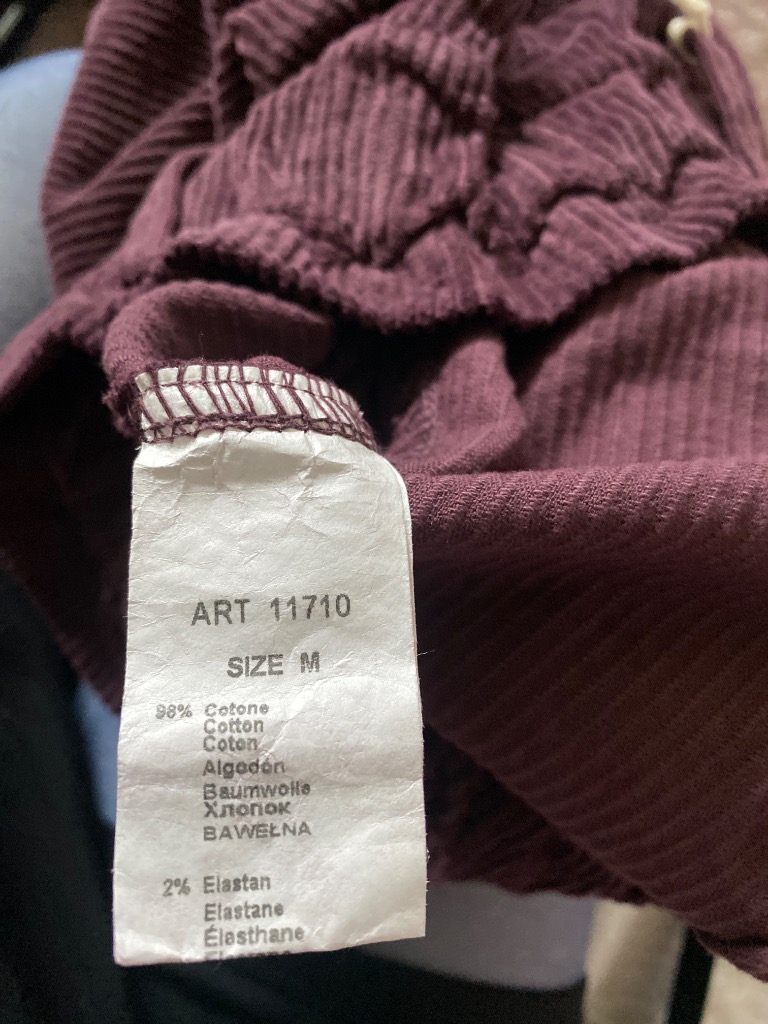 ART 11710
SIZE M
98% Cotone
Cotton
Coton
Algodón
Baumwolle
Хлопок
BAWEŁNA
2% Elastan
Elastane
Élasthane